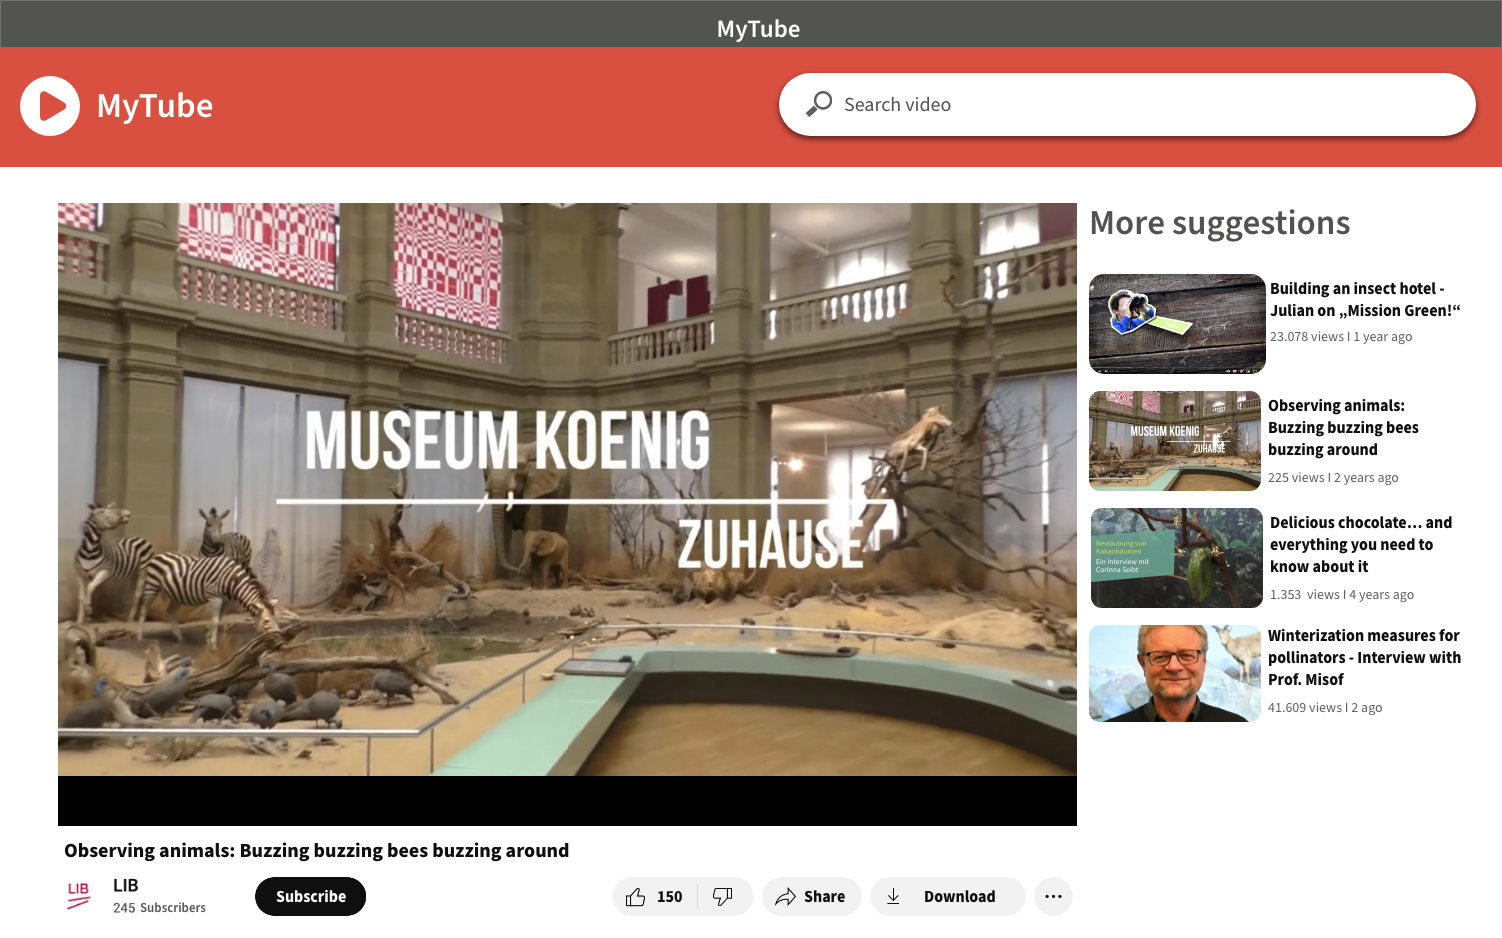 MyTube
MyTube
Search video
MUSEUM KOENIG
ZUHAUSE
Observing animals: Buzzing buzzing bees buzzing around
LIB
LIB
245 Subscribers
Subscribe
150
Share
Download
More suggestions
Building an insect hotel -
Julian on „Mission Green!“
23.078 views I 1 year ago
MUSEUM KOENIG
ZUHAUSE
Observing animals:
Buzzing buzzing bees
buzzing around
225 views I 2 years ago
Bestäubung von
Kakaobäumen
Ein Interview mit
Corinna Seibt
Delicious chocolate... and
everything you need to
know about it
1.353 views I 4 years ago
Winterization measures for
pollinators - Interview with
Prof. Misof
41.609 views I 2 ago